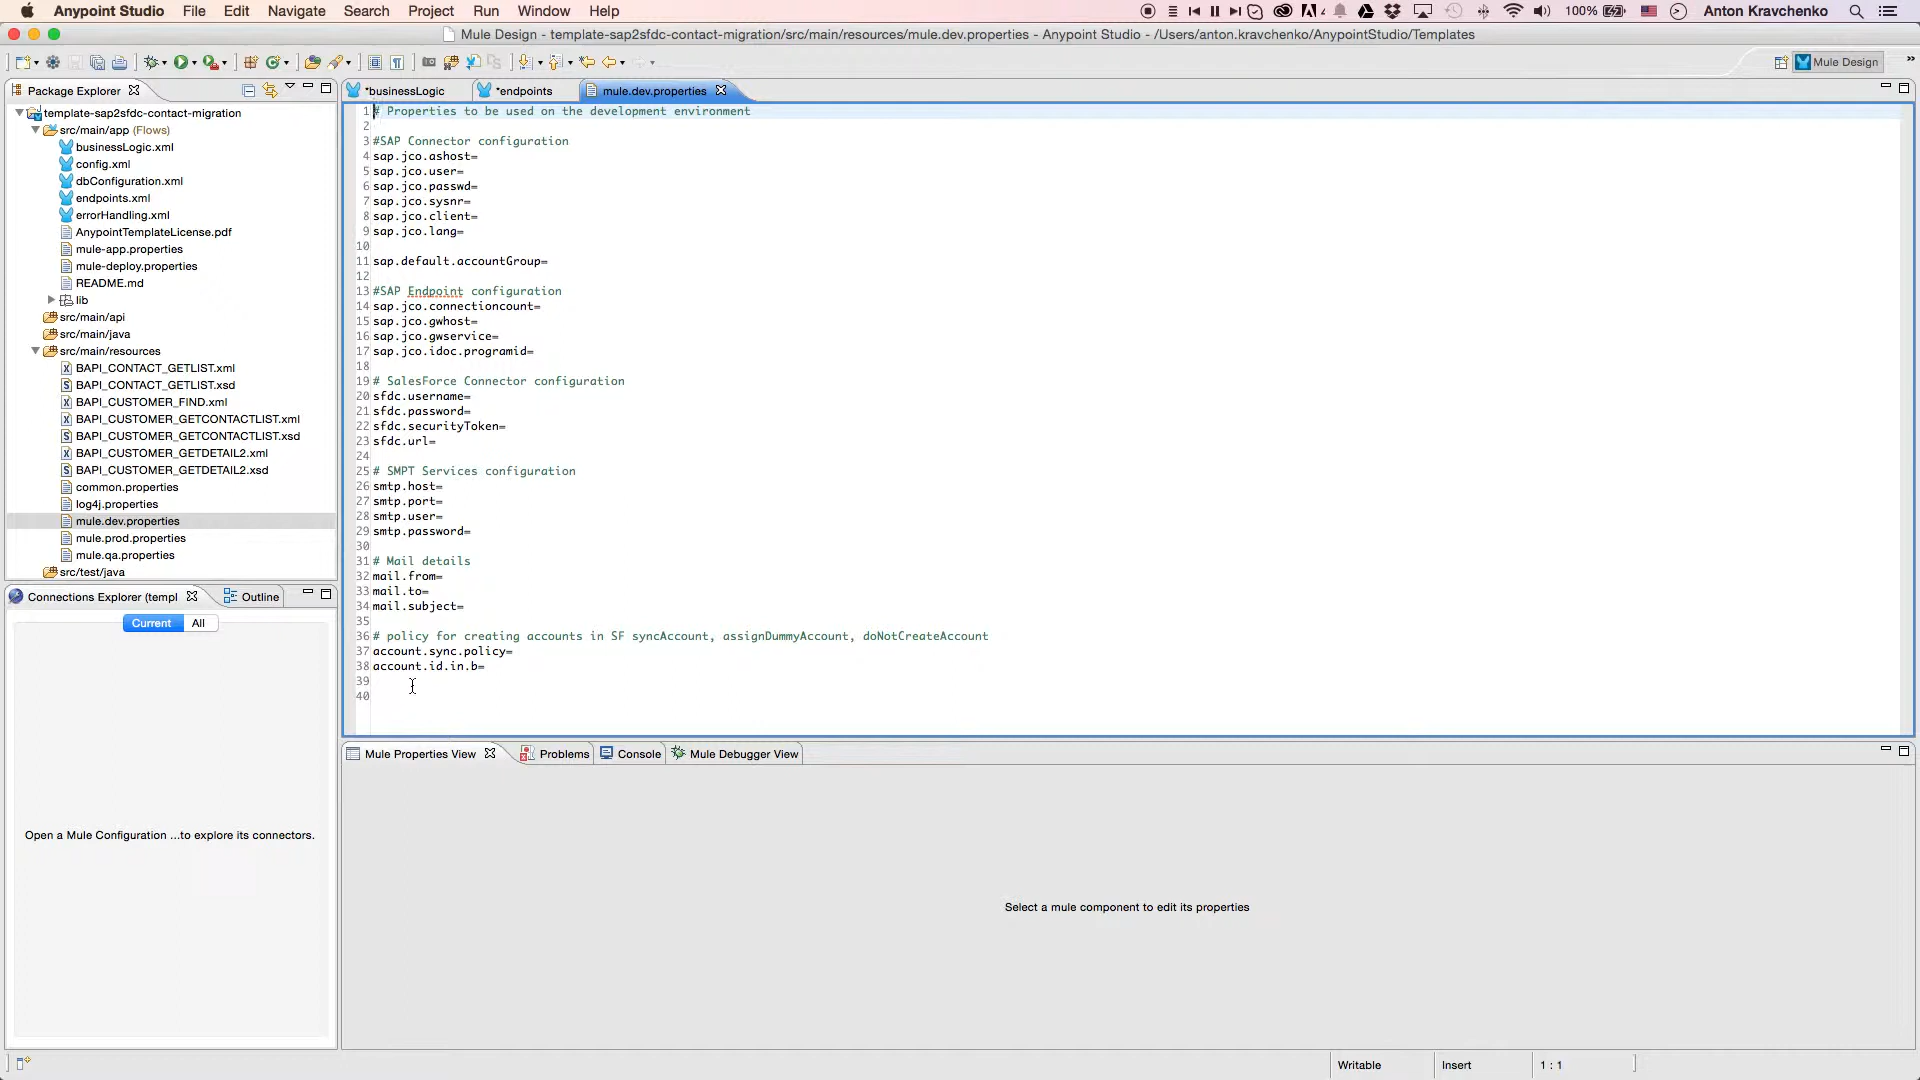 Anypoint Studio File Edit Navigate Search Project Run Window Help 100% Anton Kravchenko
Mule Design - template-sap2sfdc-contact-migration/src/main/resources/mule.dev.properties - Anypoint Studio - /Users/anton.kravchenko/AnypointStudio/Templates
Mule Design
Package Explorer
template-sap2sfdc-contact-migration
src/main/app (Flows)
businessLogic.xml
config.xml
dbConfiguration.xml
endpoints.xml
errorHandling.xml
AnypointTemplateLicense.pdf
mule-app.properties
mule-deploy.properties
README.md
lib
src/main/api
src/main/java
src/main/resources
BAPI_CONTACT_GETLIST.xml
BAPI_CONTACT_GETLIST.xsd
BAPI_CUSTOMER_FIND.xml
BAPI_CUSTOMER_GETCONTACTLIST.xml
BAPI_CUSTOMER_GETCONTACTLIST.xsd
BAPI_CUSTOMER_GETDETAIL2.xml
BAPI_CUSTOMER_GETDETAIL2.xsd
common.properties
log4j.properties
mule.dev.properties
mule.prod.properties
mule.qa.properties
src/test/java
Connections Explorer (templ Outline
Current All
Open a Mule Configuration ...to explore its connectors.
*businessLogic *endpoints mule.dev.properties
1 # Properties to be used on the development environment
2
3 #SAP Connector configuration
4 sap.jco.ashost=
5 sap.jco.user=
6 sap.jco.passwd=
7 sap.jco.sysnr=
8 sap.jco.client=
9 sap.jco.lang=
10
11 sap.default.accountGroup=
12
13 #SAP Endpoint configuration
14 sap.jco.connectioncount=
15 sap.jco.gwhost=
16 sap.jco.gwservice=
17 sap.jco.idoc.programid=
18
19 # SalesForce Connector configuration
20 sfdc.username=
21 sfdc.password=
22 sfdc.securityToken=
23 sfdc.url=
24
25 # SMPT Services configuration
26 smtp.host=
27 smtp.port=
28 smtp.user=
29 smtp.password=
30
31 # Mail details
32 mail.from=
33 mail.to=
34 mail.subject=
35
36 # policy for creating accounts in SF syncAccount, assignDummyAccount, doNotCreateAccount
37 account.sync.policy=
38 account.id.in.b=
39
40
Mule Properties View Problems Console Mule Debugger View
Select a mule component to edit its properties
Writable Insert 1 : 1